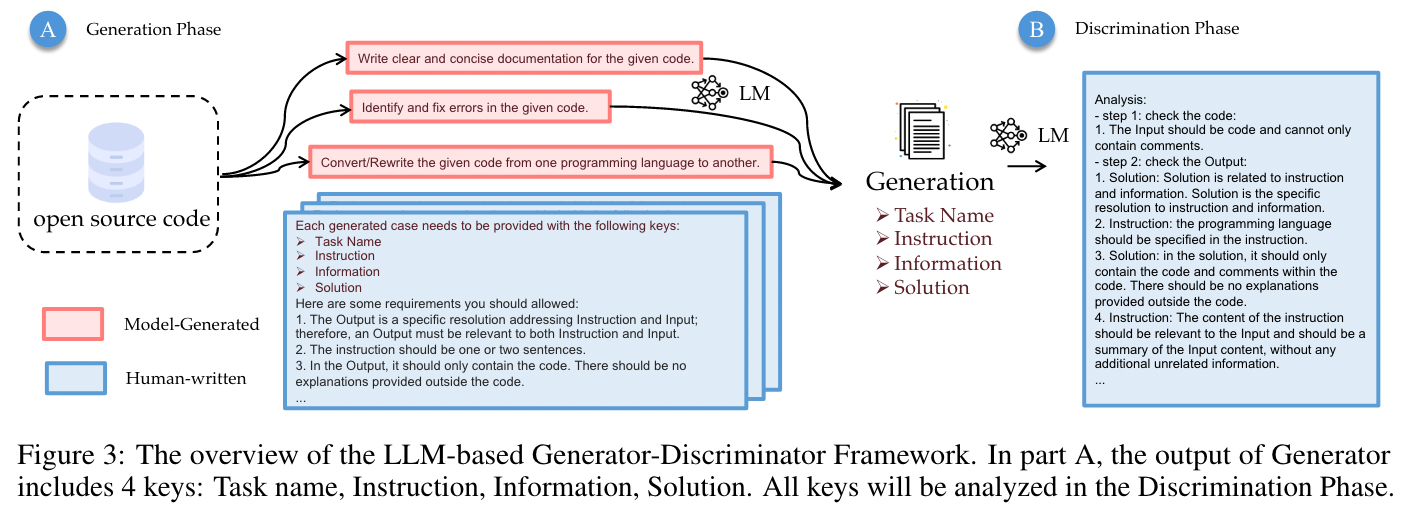 A
Generation Phase
B
Discrimination Phase
Write clear and concise documentation for the given code.
Identify and fix errors in the given code.
Convert/Rewrite the given code from one programming language to another.
LM
open source code
Each generated case needs to be provided with the following keys:
➢ Task Name
➢ Instruction
➢ Information
➢ Solution
Here are some requirements you should allowed:
1. The Output is a specific resolution addressing Instruction and Input;
therefore, an Output must be relevant to both Instruction and Input.
2. The instruction should be one or two sentences.
3. In the Output, it should only contain the code. There should be no
explanations provided outside the code.
...
Model-Generated
Human-written
Generation
➢ Task Name
➢ Instruction
➢ Information
➢ Solution
LM
Analysis:
- step 1: check the code:
1. The Input should be code and cannot only
contain comments.
- step 2: check the Output:
1. Solution: Solution is related to instruction
and information. Solution is the specific
resolution to instruction and information.
2. Instruction: the programming language
should be specified in the instruction.
3. Solution: in the solution, it should only
contain the code and comments within the
code. There should be no explanations
provided outside the code.
4. Instruction: The content of the instruction
should be relevant to the Input and should be a
summary of the Input content, without any
additional unrelated information.
...
Figure 3: The overview of the LLM-based Generator-Discriminator Framework. In part A, the output of Generator
includes 4 keys: Task name, Instruction, Information, Solution. All keys will be analyzed in the Discrimination Phase.